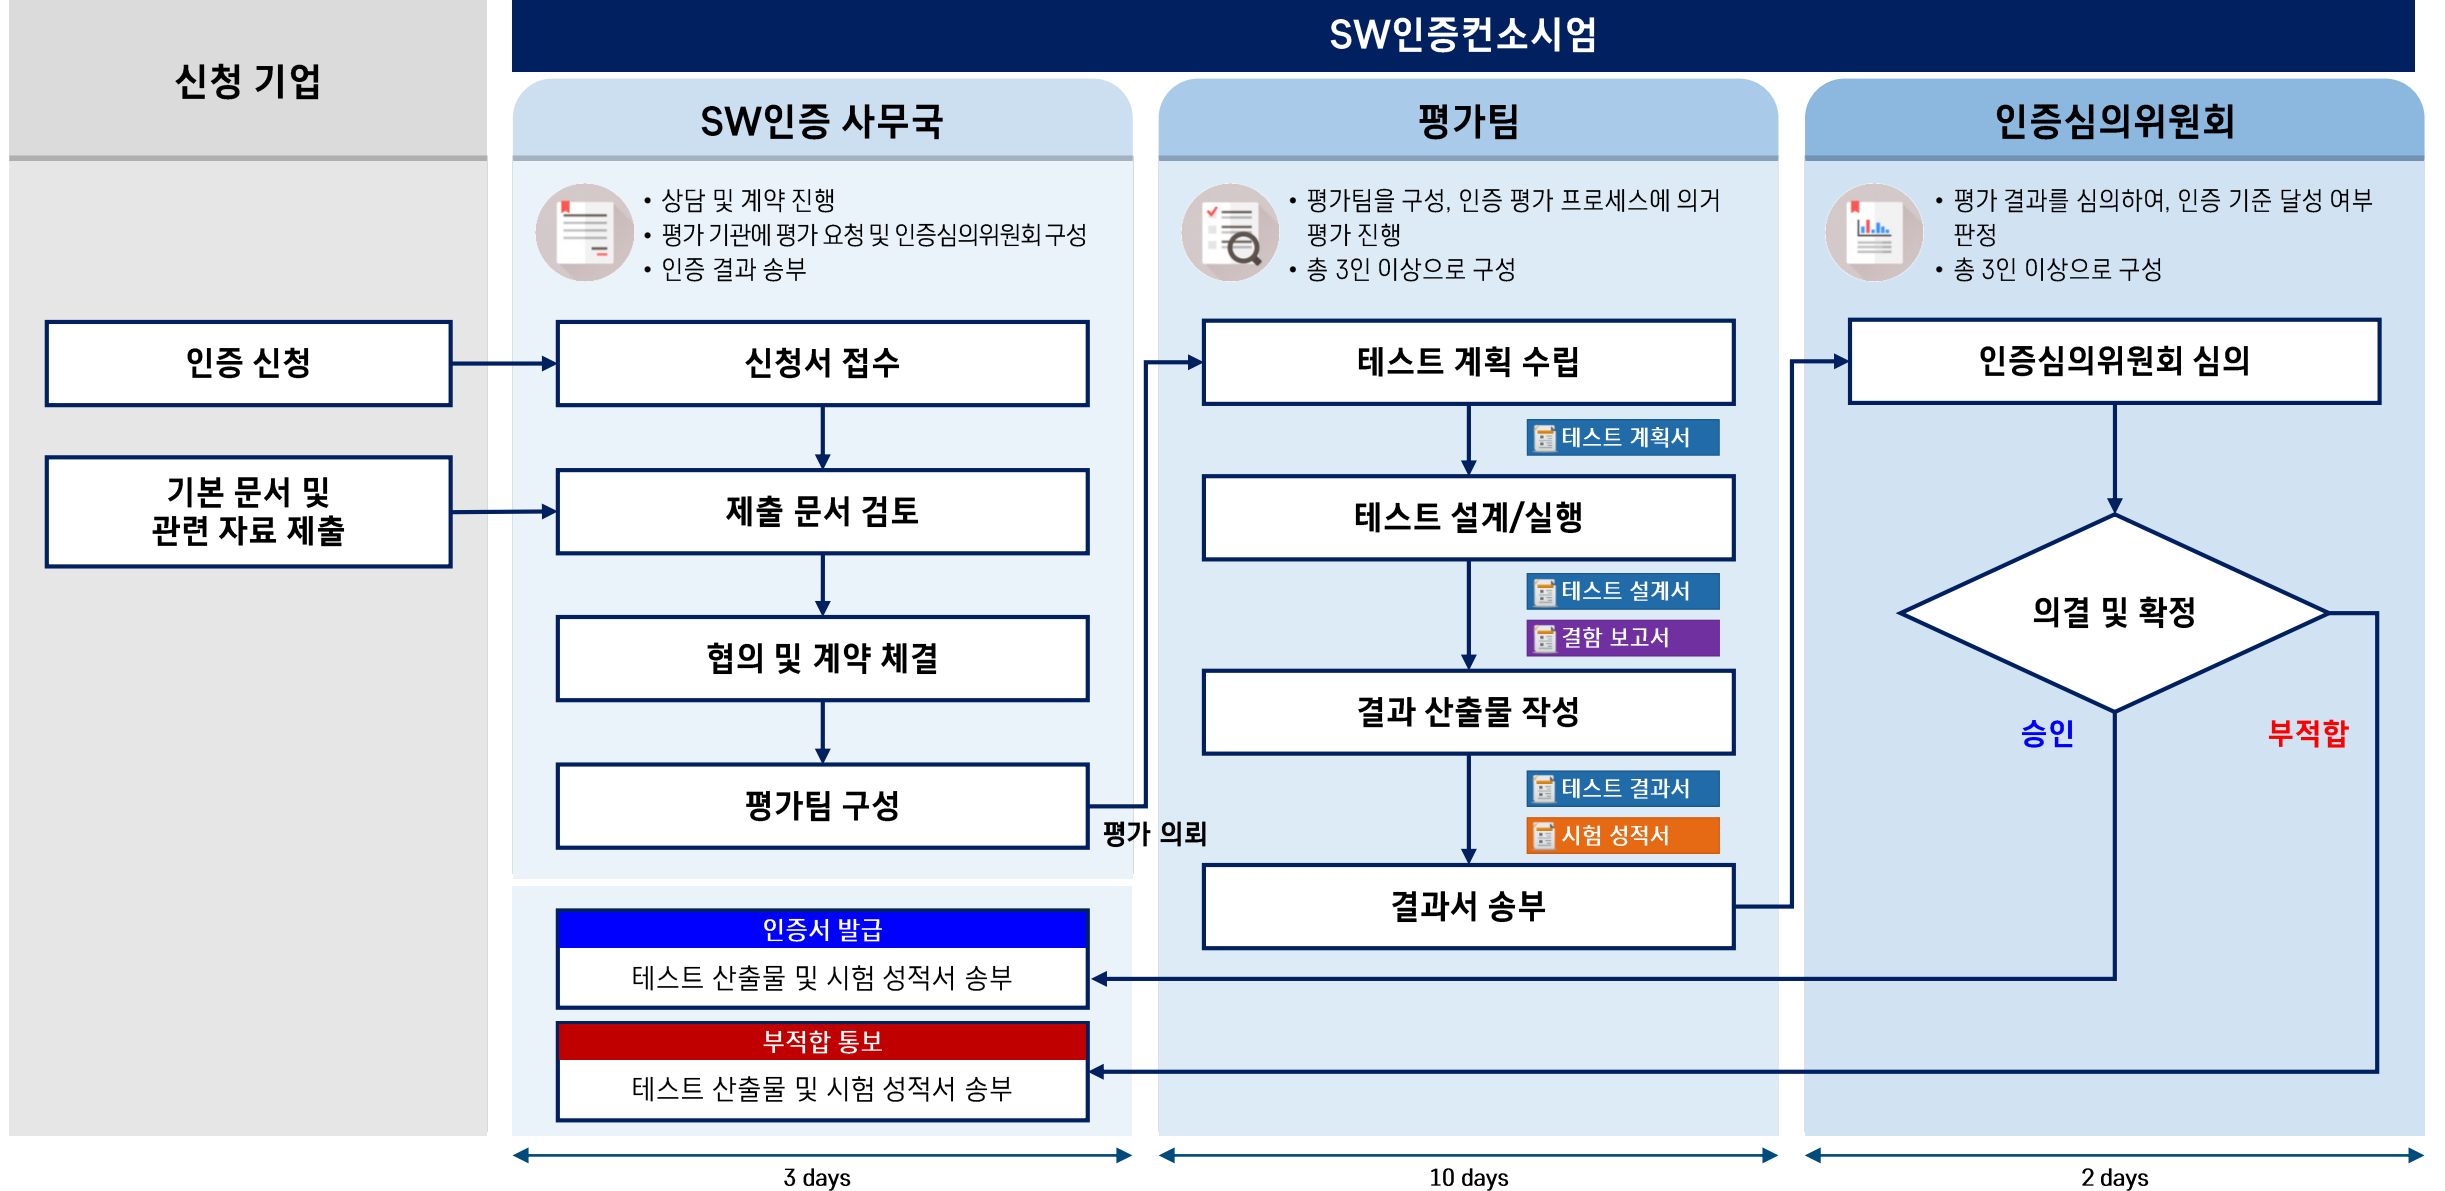 신청 기업
SW인증컨소시엄
SW인증 사무국
• 상담 및 계약 진행
• 평가 기관에 평가 요청 및 인증심의위원회 구성
• 인증 결과 송부
평가팀
• 평가팀을 구성, 인증 평가 프로세스에 의거
평가 진행
• 총 3인 이상으로 구성
인증심의위원회
• 평가 결과를 심의하여, 인증 기준 달성 여부
판정
• 총 3인 이상으로 구성
인증 신청
기본 문서 및
관련 자료 제출
신청서 접수
제출 문서 검토
협의 및 계약 체결
평가팀 구성
평가 의뢰
테스트 계획 수립
테스트 계획서
테스트 설계/실행
테스트 설계서
결함 보고서
결과 산출물 작성
테스트 결과서
시험 성적서
결과서 송부
인증심의위원회 심의
의결 및 확정
승인
부적합
인증서 발급
테스트 산출물 및 시험 성적서 송부
부적합 통보
테스트 산출물 및 시험 성적서 송부
3 days
10 days
2 days